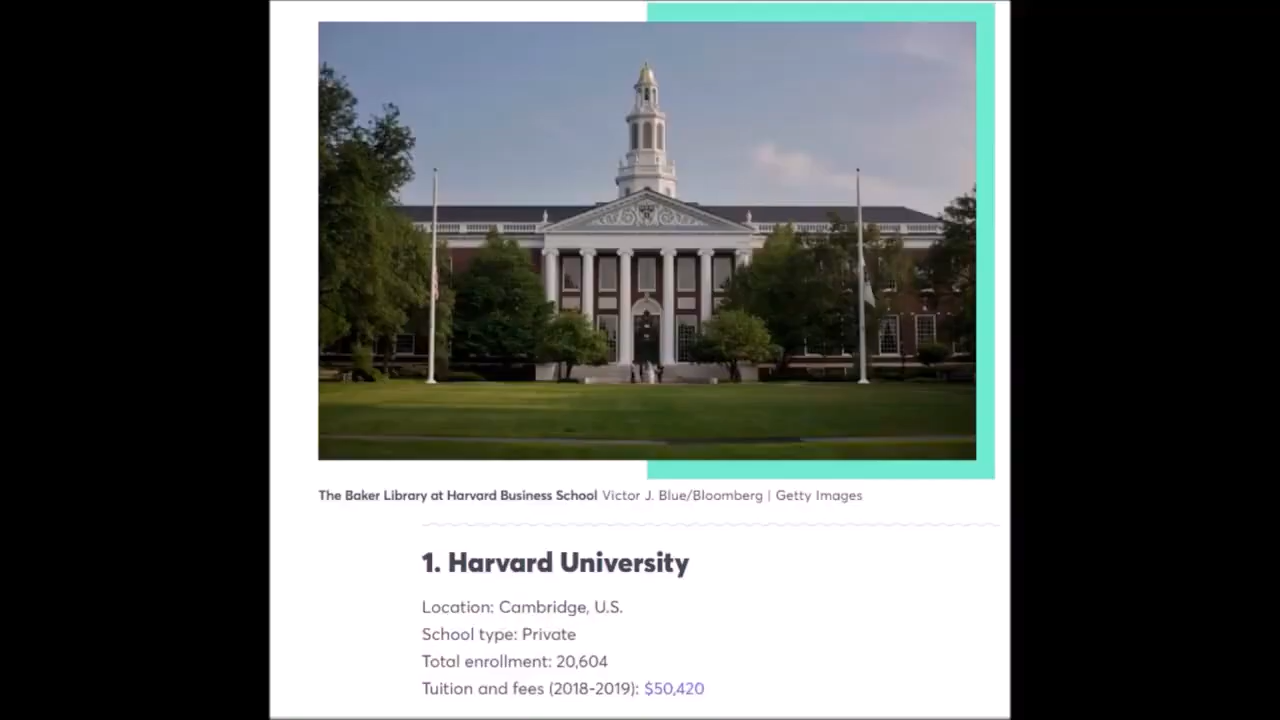 The Baker Library at Harvard Business School Victor J. Blue/Bloomberg | Getty Images
1. Harvard University
Location: Cambridge, U.S.
School type: Private
Total enrollment: 20,604
Tuition and fees (2018-2019): $50,420